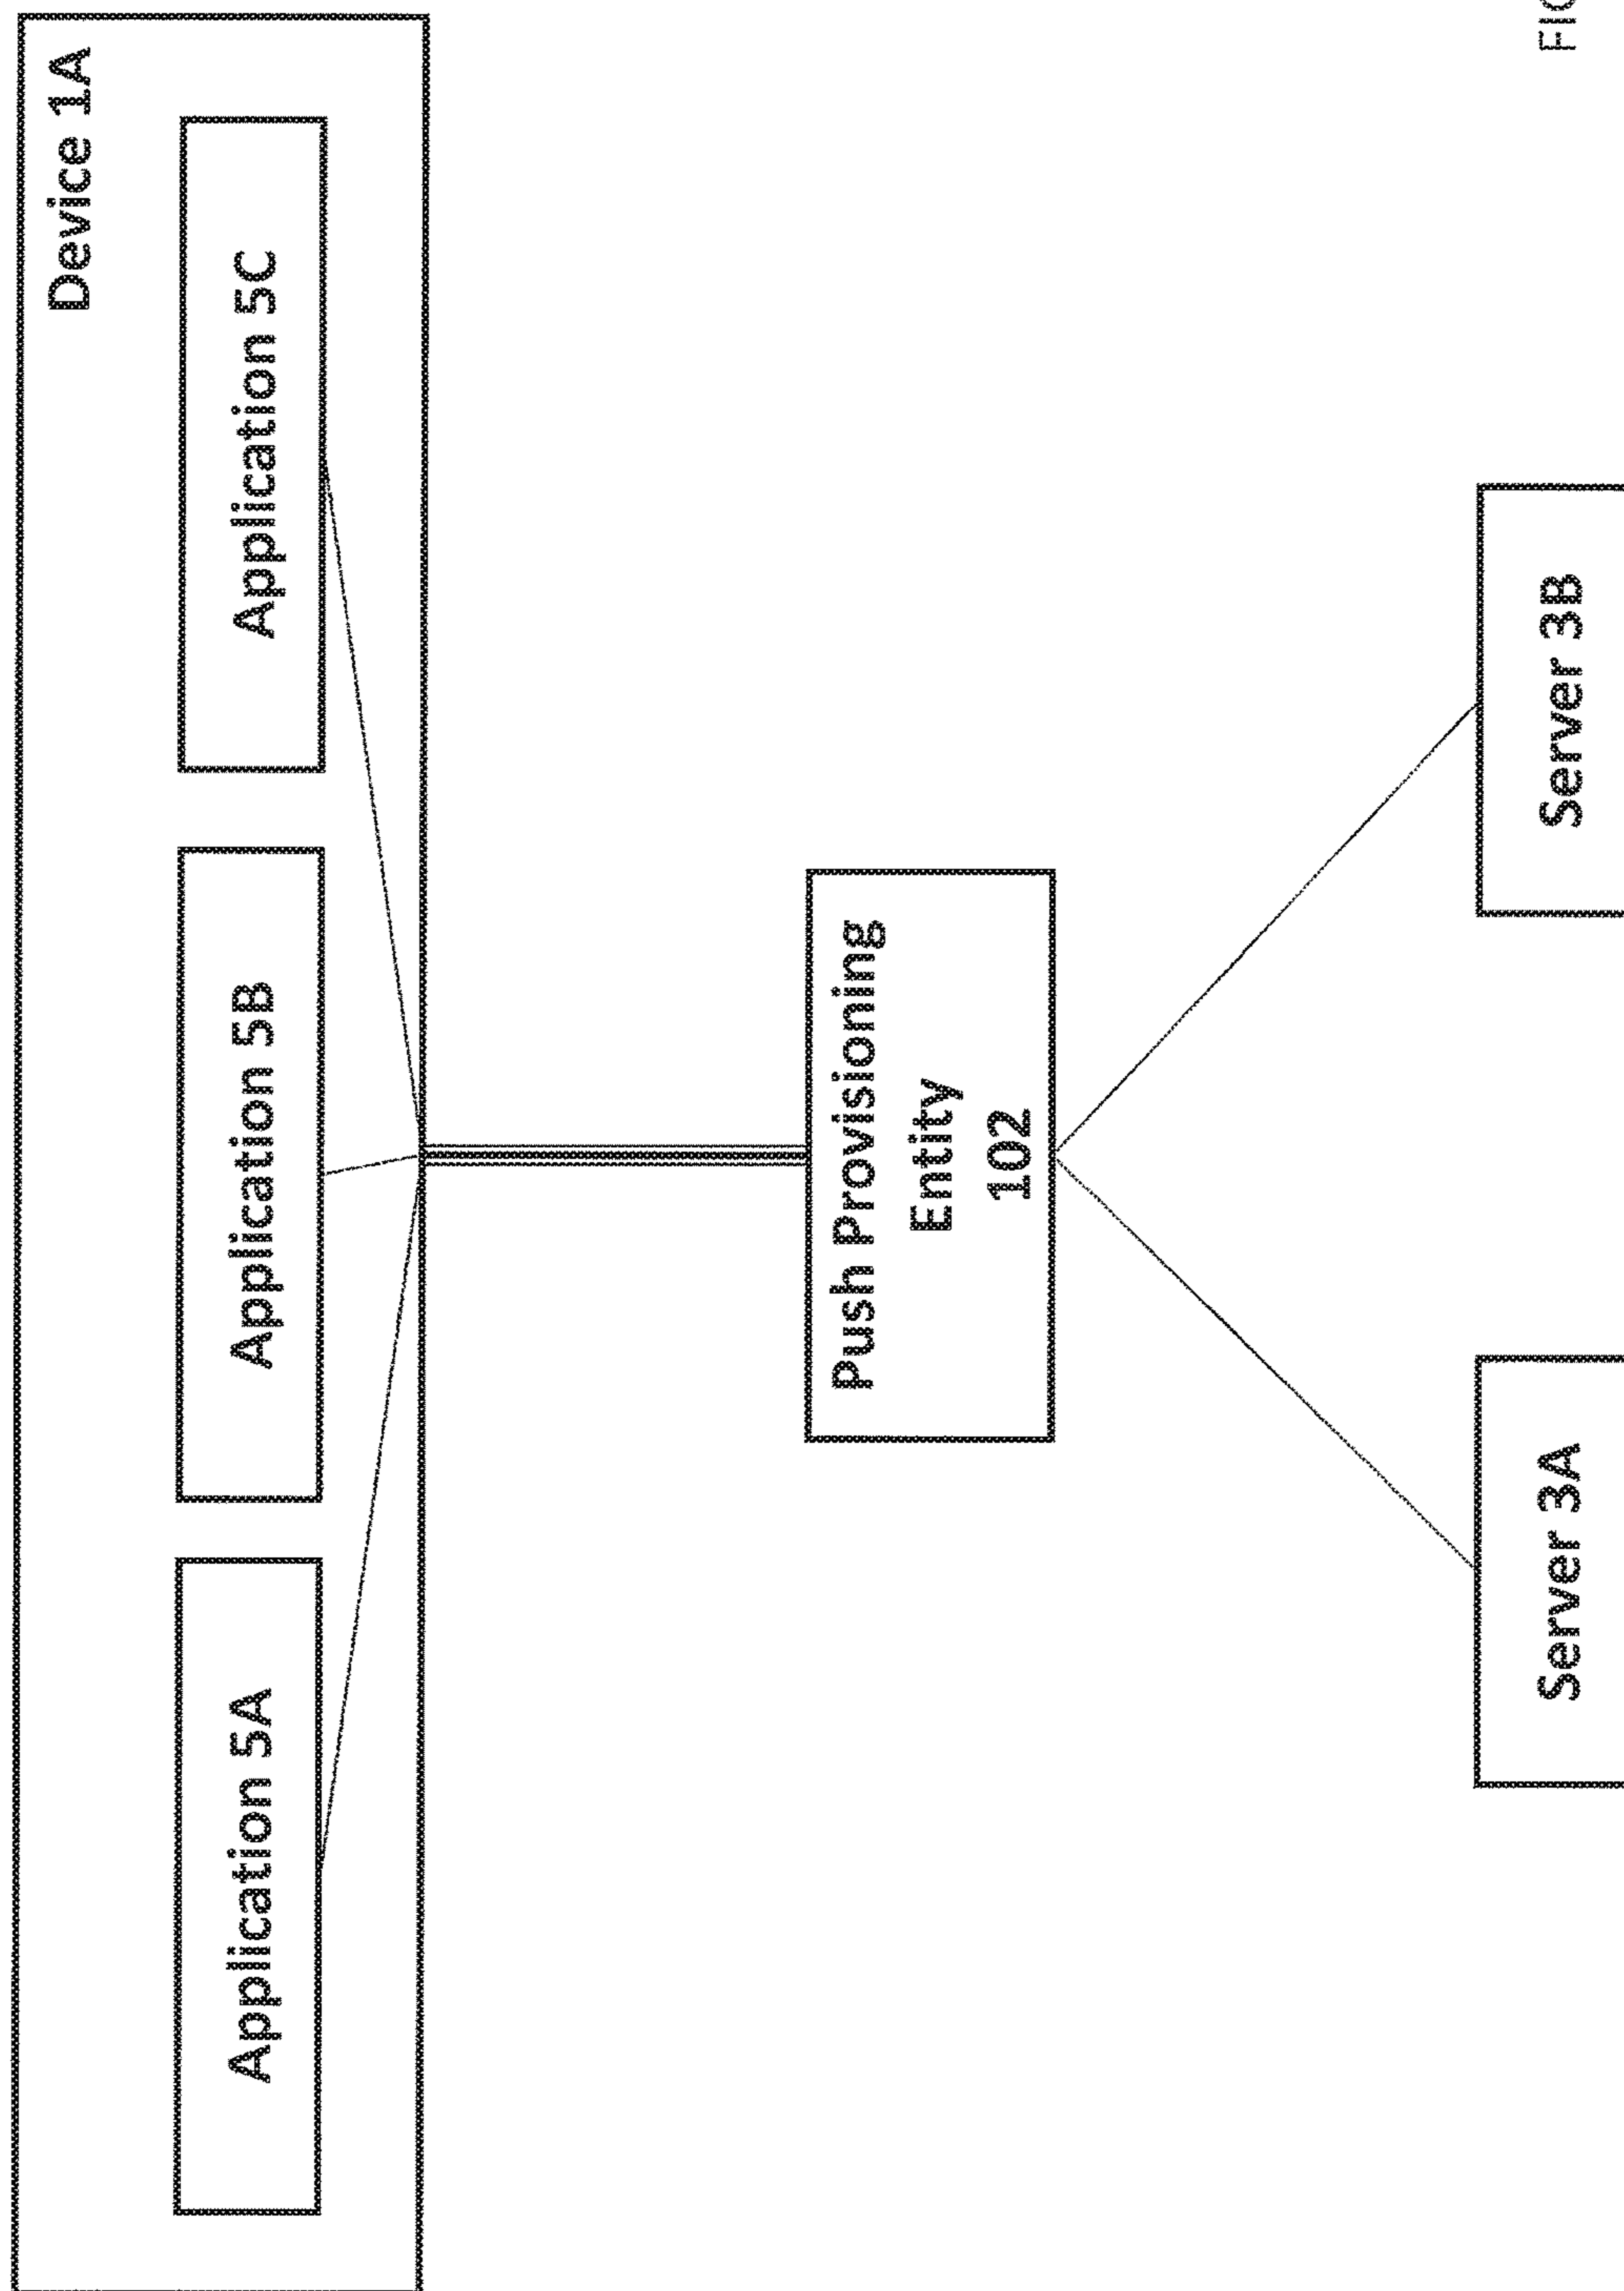 Device 1A
Application 5A
Application 5B
Application 5C
Push Provisioning
Entity
102
Server 3A
Server 3B